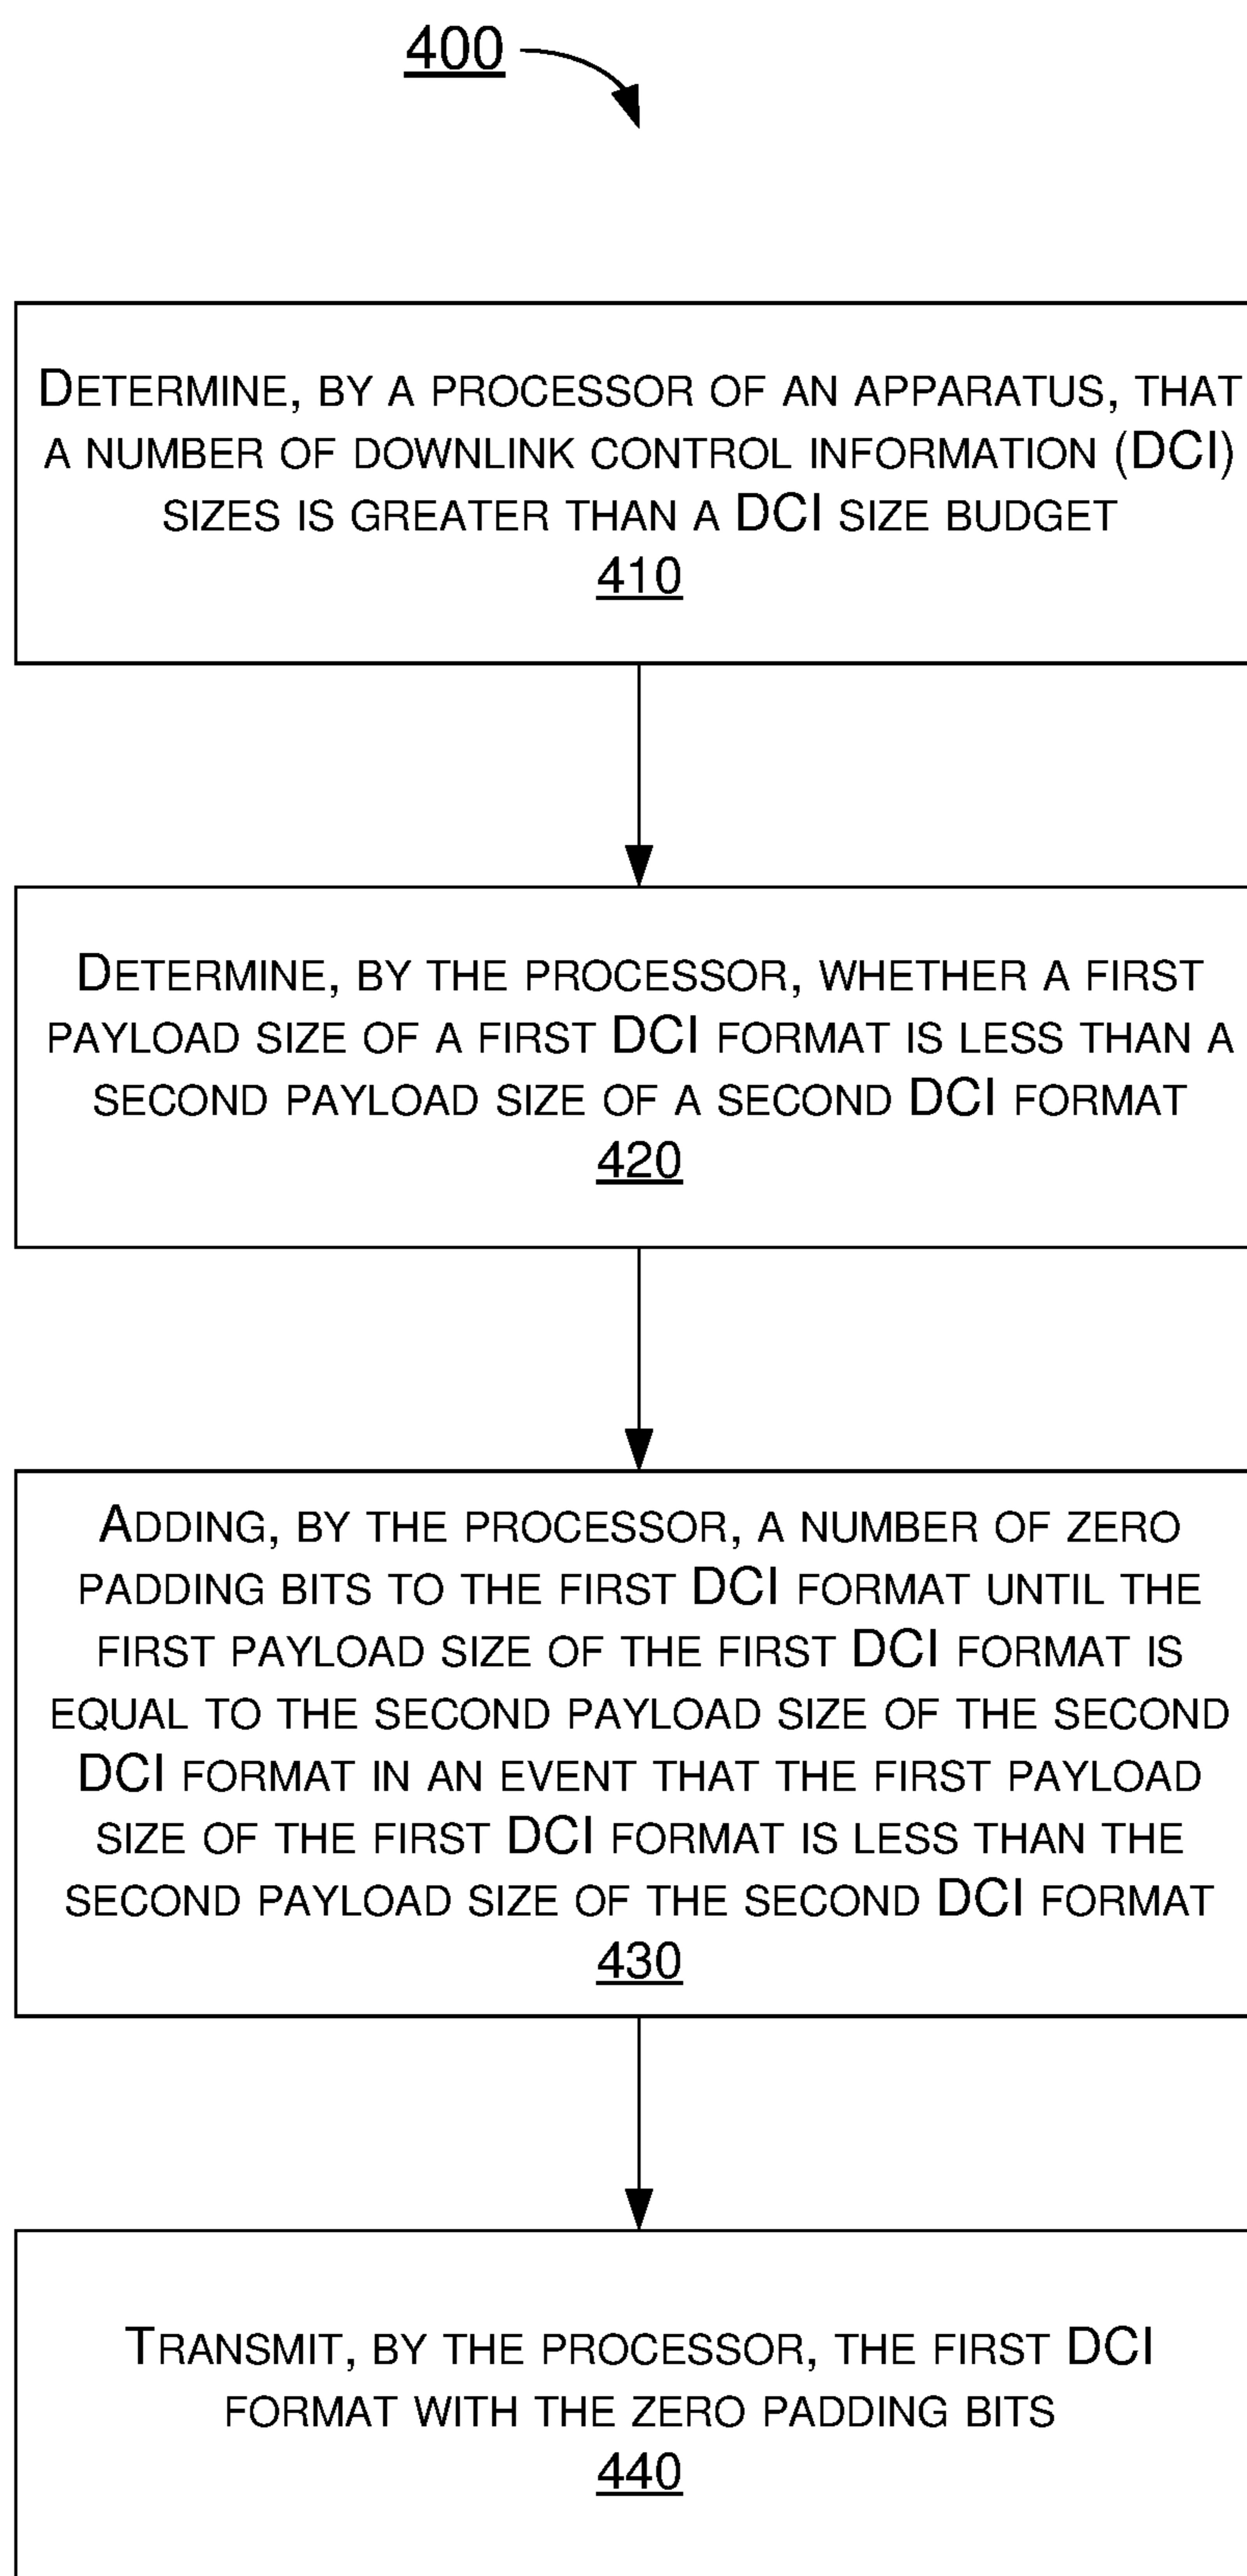 400
DETERMINE, BY A PROCESSOR OF AN APPARATUS, THAT
A NUMBER OF DOWNLINK CONTROL INFORMATION (DCI)
SIZES IS GREATER THAN A DCI SIZE BUDGET
410
DETERMINE, BY THE PROCESSOR, WHETHER A FIRST
PAYLOAD SIZE OF A FIRST DCI FORMAT IS LESS THAN A
SECOND PAYLOAD SIZE OF A SECOND DCI FORMAT
420
ADDING, BY THE PROCESSOR, A NUMBER OF ZERO
PADDING BITS TO THE FIRST DCI FORMAT UNTIL THE
FIRST PAYLOAD SIZE OF THE FIRST DCI FORMAT IS
EQUAL TO THE SECOND PAYLOAD SIZE OF THE SECOND
DCI FORMAT IN AN EVENT THAT THE FIRST PAYLOAD
SIZE OF THE FIRST DCI FORMAT IS LESS THAN THE
SECOND PAYLOAD SIZE OF THE SECOND DCI FORMAT
430
TRANSMIT, BY THE PROCESSOR, THE FIRST DCI
FORMAT WITH THE ZERO PADDING BITS
440